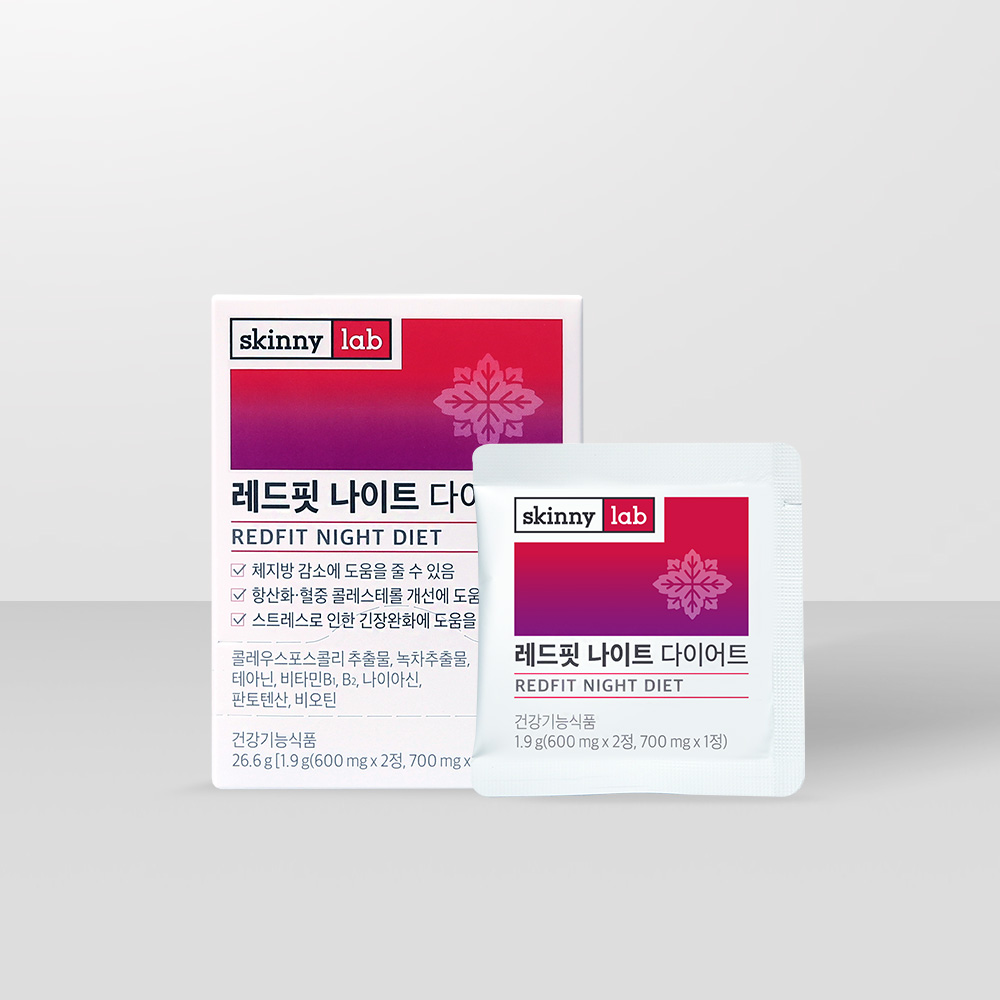 skinny lab
레드핏 나이트
REDFIT NIGHT DIET
체지방 감소에 도움을 줄 수 있음
항산화·혈중 콜레스테롤 개선에
스트레스로 인한 긴장완화에 도움을
콜레우스포스콜리 추출물, 녹차추출물,
테아닌, 비타민B1, B2, 나이아신,
판토텐산, 비오틴
건강기능식품
26.6 g [1.9 g(600 mg x 2정, 700 mg x
skinny lab
레드핏 나이트 다이어트
REDFIT NIGHT DIET
건강기능식품
1.9 g(600 mg x 2정, 700 mg x 1정)